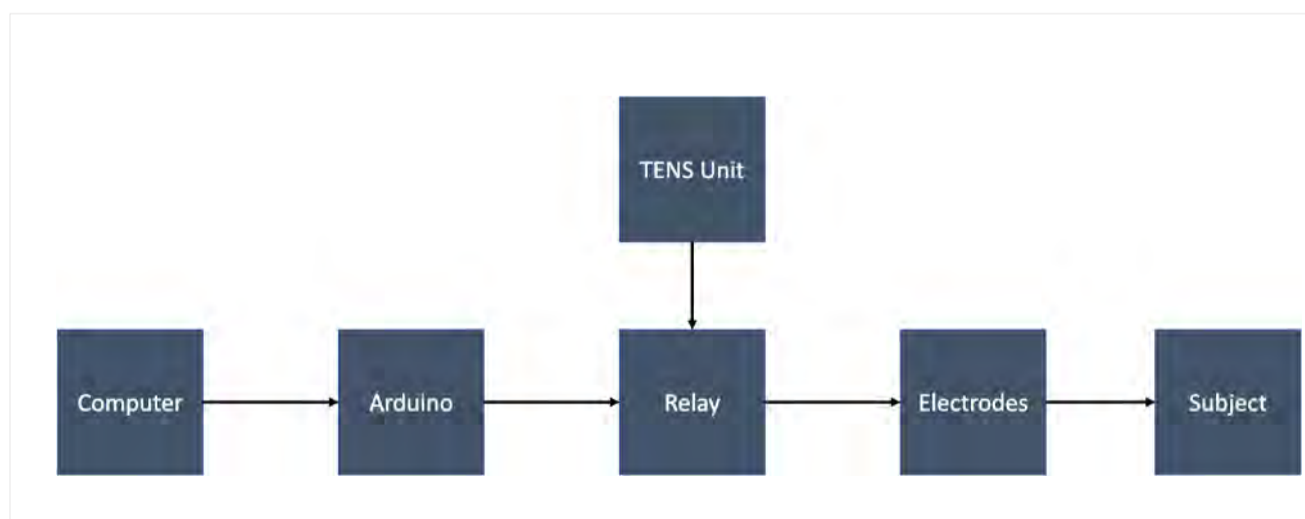 TENS Unit
Computer
Arduino
Relay
Electrodes
Subject